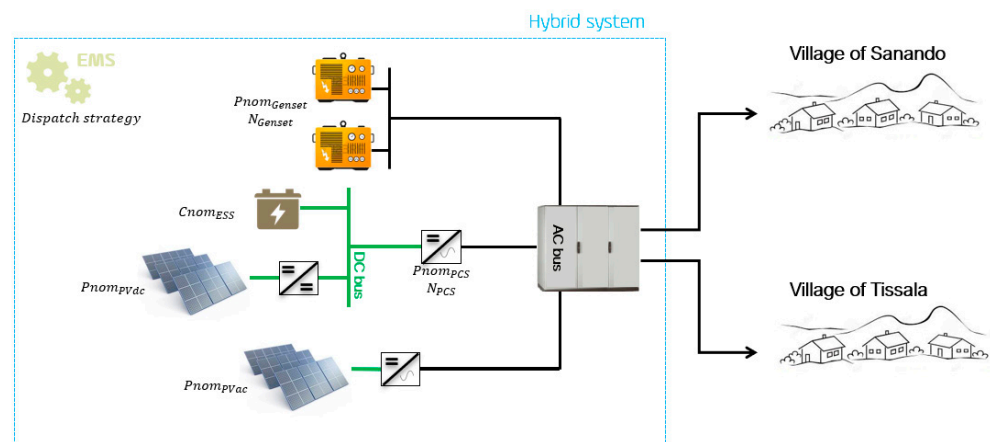 Hybrid system
EMS
Dispatch strategy
Pnom_Genset
N_Genset
Village of Sanando
Cnom_ESS
DC bus
Pnom_PCS
N_PCS
AC bus
Pnom_PVdc
Village of Tissala
Pnom_PVac